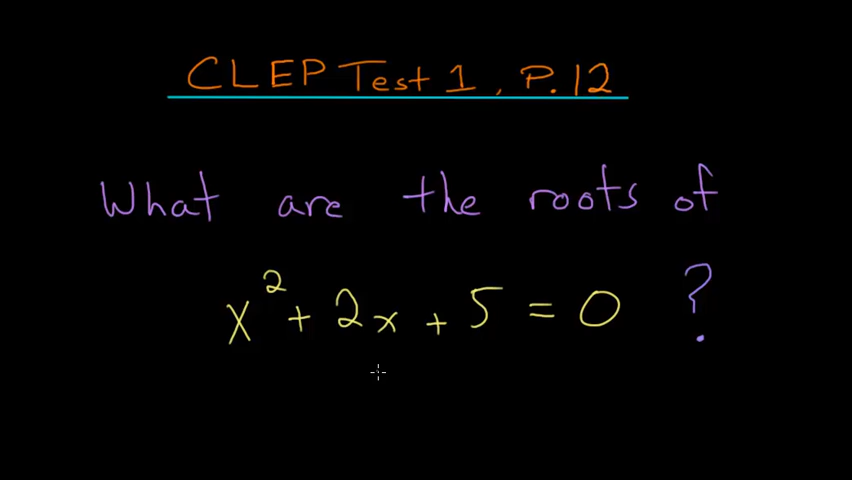 CLEP Test 1, P.12
What are the roots of
x² + 2x + 5 = 0 ?